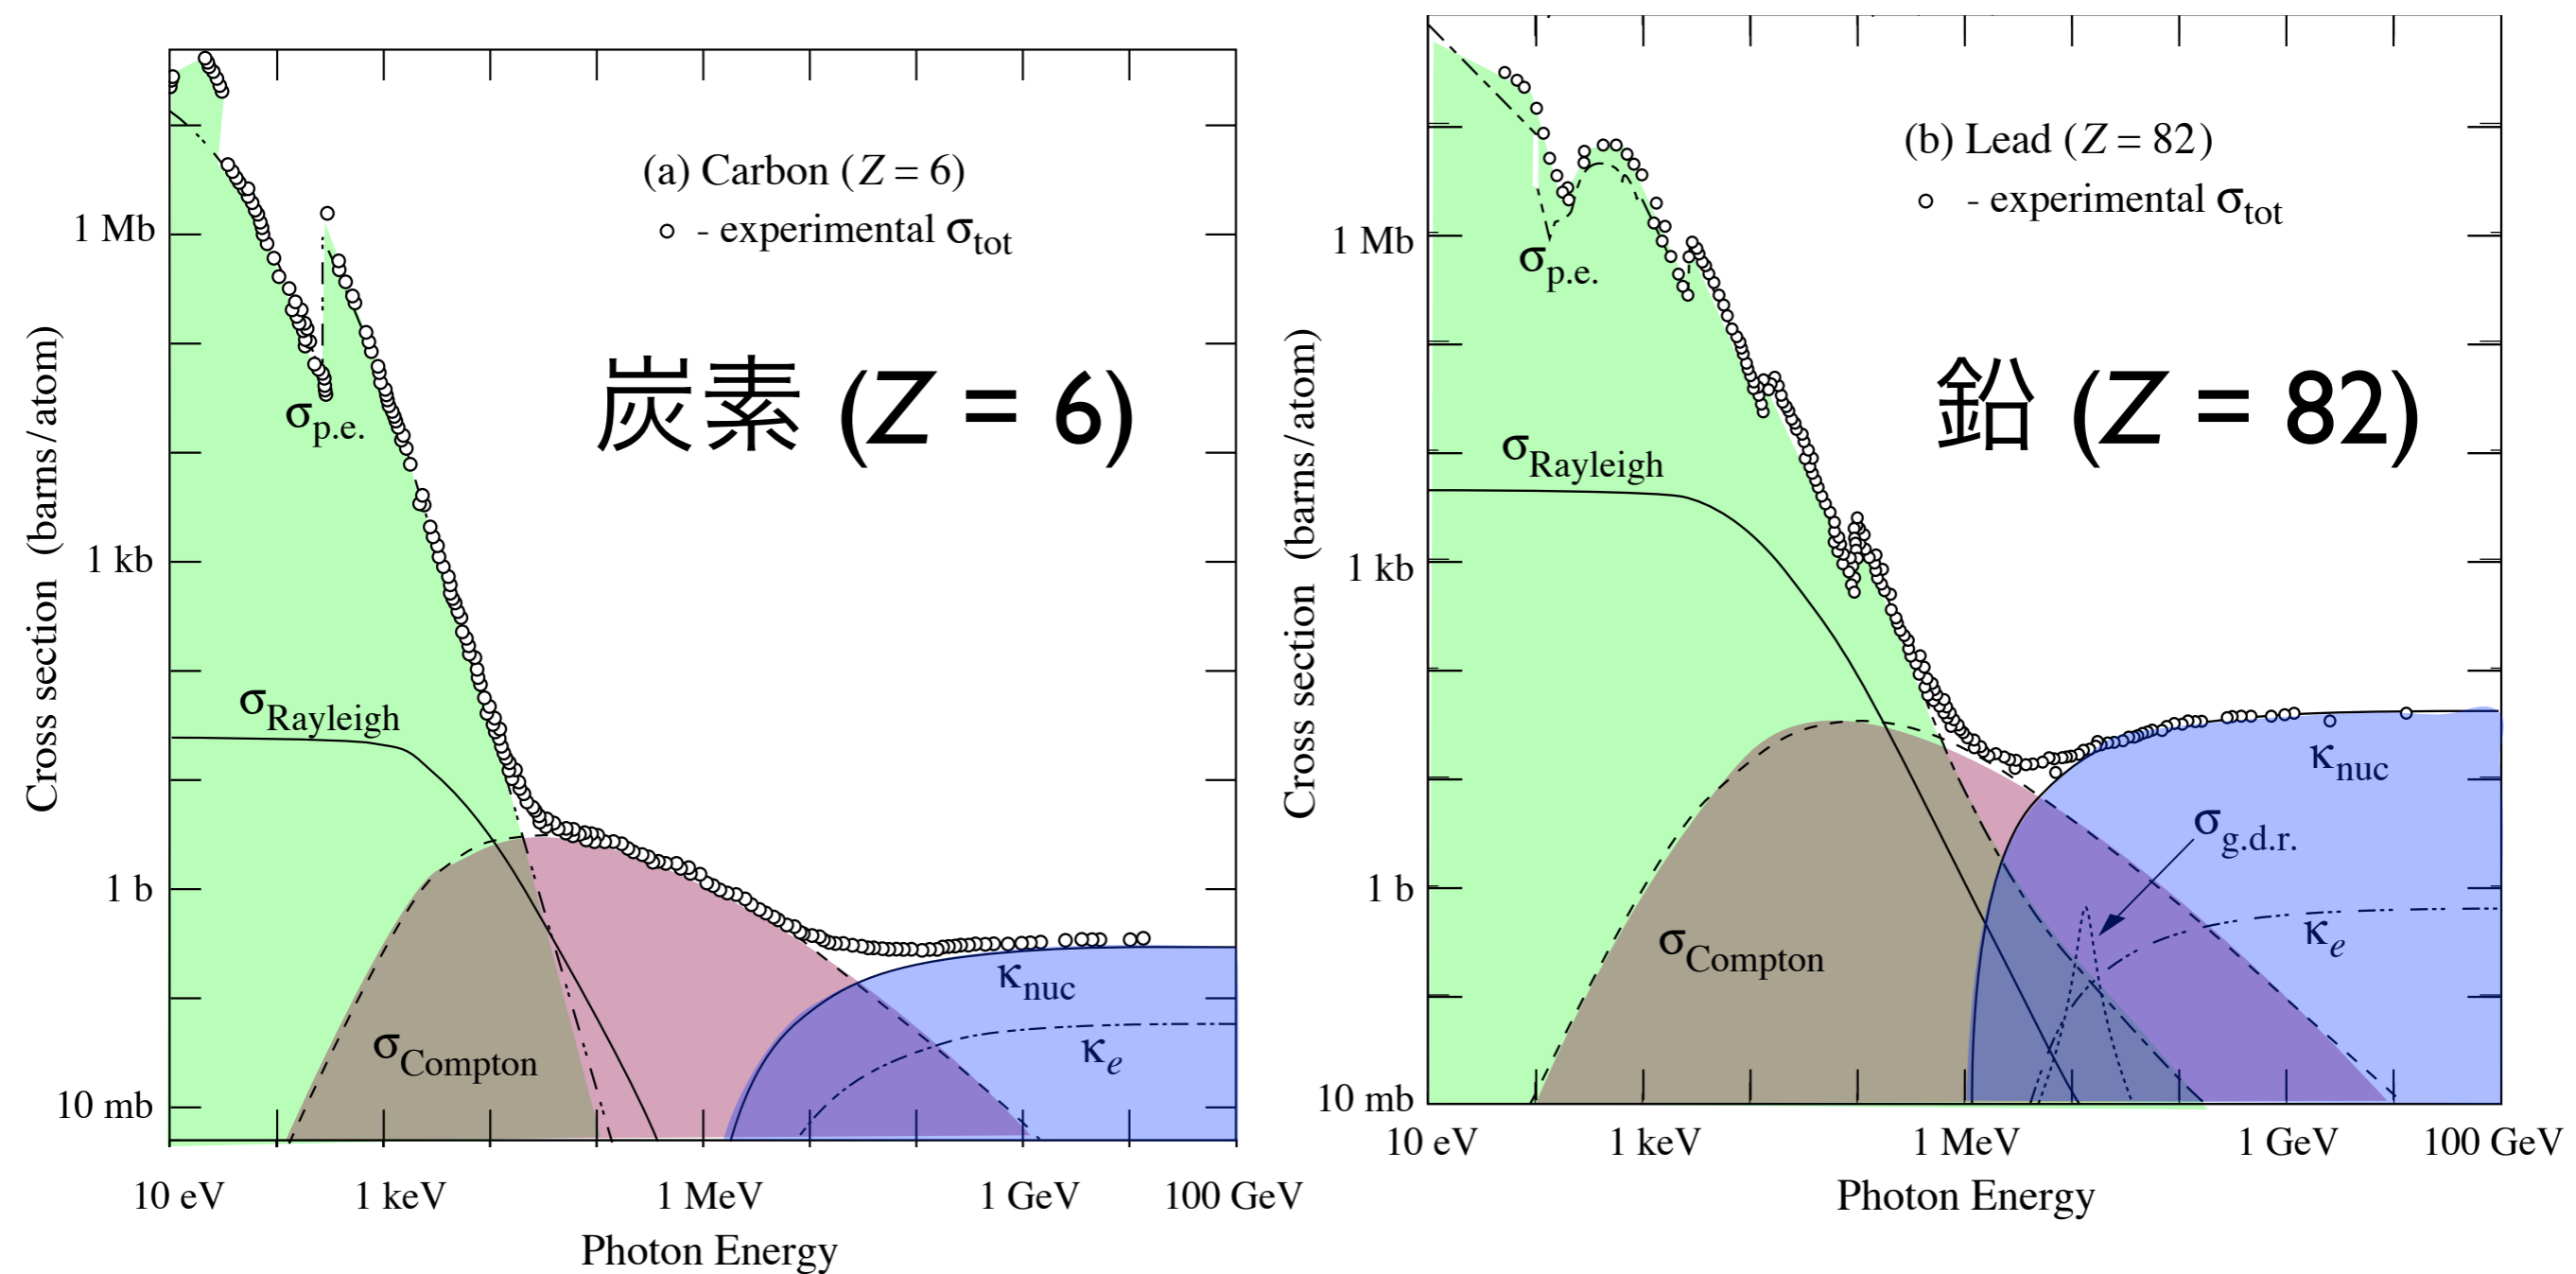 (a) Carbon (Z = 6)
- experimental σtot
炭素 (Z = 6)
Cross section (barns/atom)
1 Mb
1 kb
1 b
10 mb
σp.e.
σRayleigh
σCompton
κnuc
κe
10 eV
1 keV
1 MeV
1 GeV
100 GeV
Photon Energy
(b) Lead (Z = 82)
- experimental σtot
鉛 (Z = 82)
Cross section (barns/atom)
1 Mb
1 kb
1 b
10 mb
σp.e.
σRayleigh
σCompton
κnuc
σg.d.r.
κe
10 eV
1 keV
1 MeV
1 GeV
100 GeV
Photon Energy